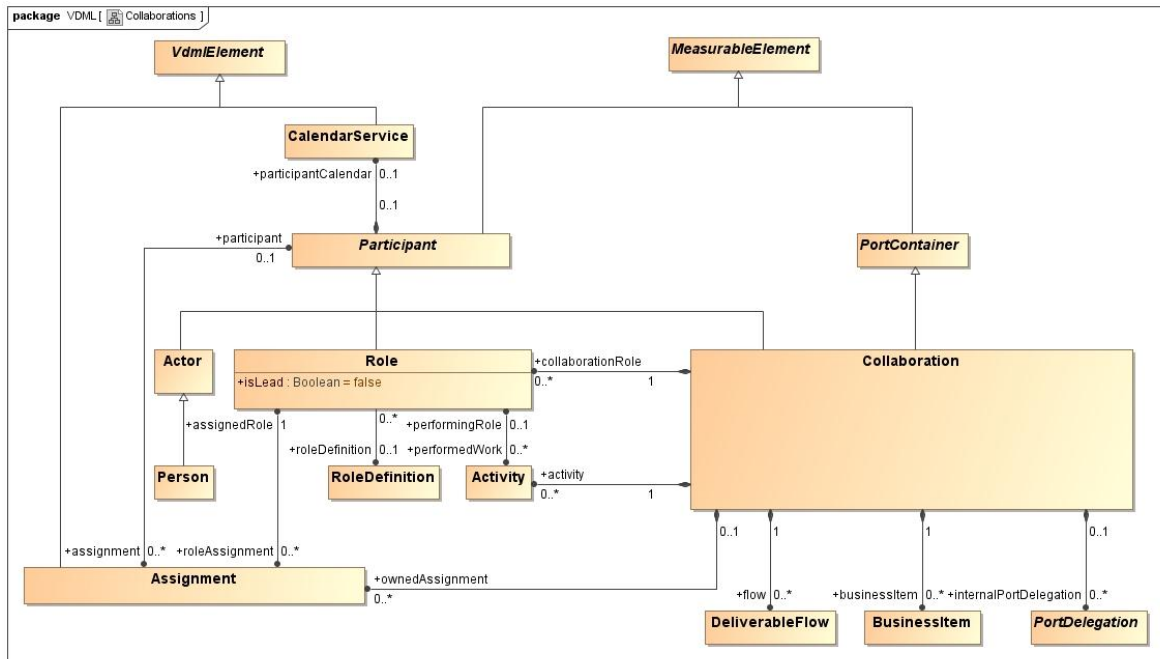 package VDML [ Collaborations ]
VdmlElement
MeasurableElement
CalendarService
+participantCalendar 0..1
0..1
+participant
0..1
Participant
PortContainer
Actor
Role
+isLead : Boolean = false
+collaborationRole
0..*
1
Collaboration
+assignedRole 1
0..*
+roleDefinition 0..1
+performingRole 0..1
+performedWork 0..*
Person
RoleDefinition
Activity
+activity
0..*
1
0..1
1
1
0..1
+assignment 0..*
+roleAssignment 0..*
Assignment
+ownedAssignment
0..*
+flow 0..*
+businessItem 0..*
+internalPortDelegation 0..*
DeliverableFlow
BusinessItem
PortDelegation